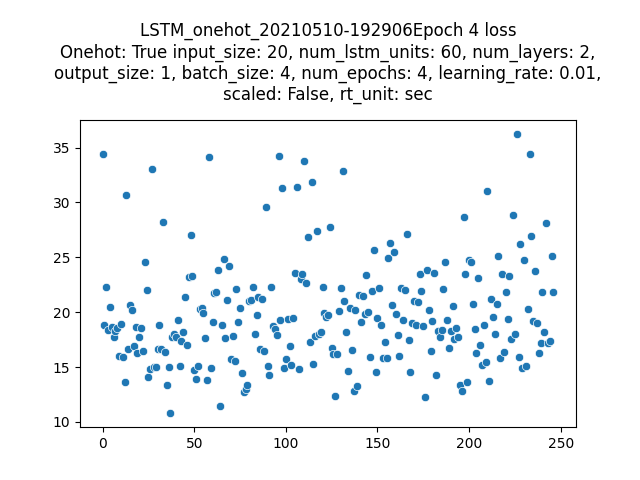 LSTM_onehot_20210510-192906Epoch 4 loss
Onehot: True input_size: 20, num_lstm_units: 60, num_layers: 2,
output_size: 1, batch_size: 4, num_epochs: 4, learning_rate: 0.01,
scaled: False, rt_unit: sec
35
30
25
20
15
10
0 50 100 150 200 250